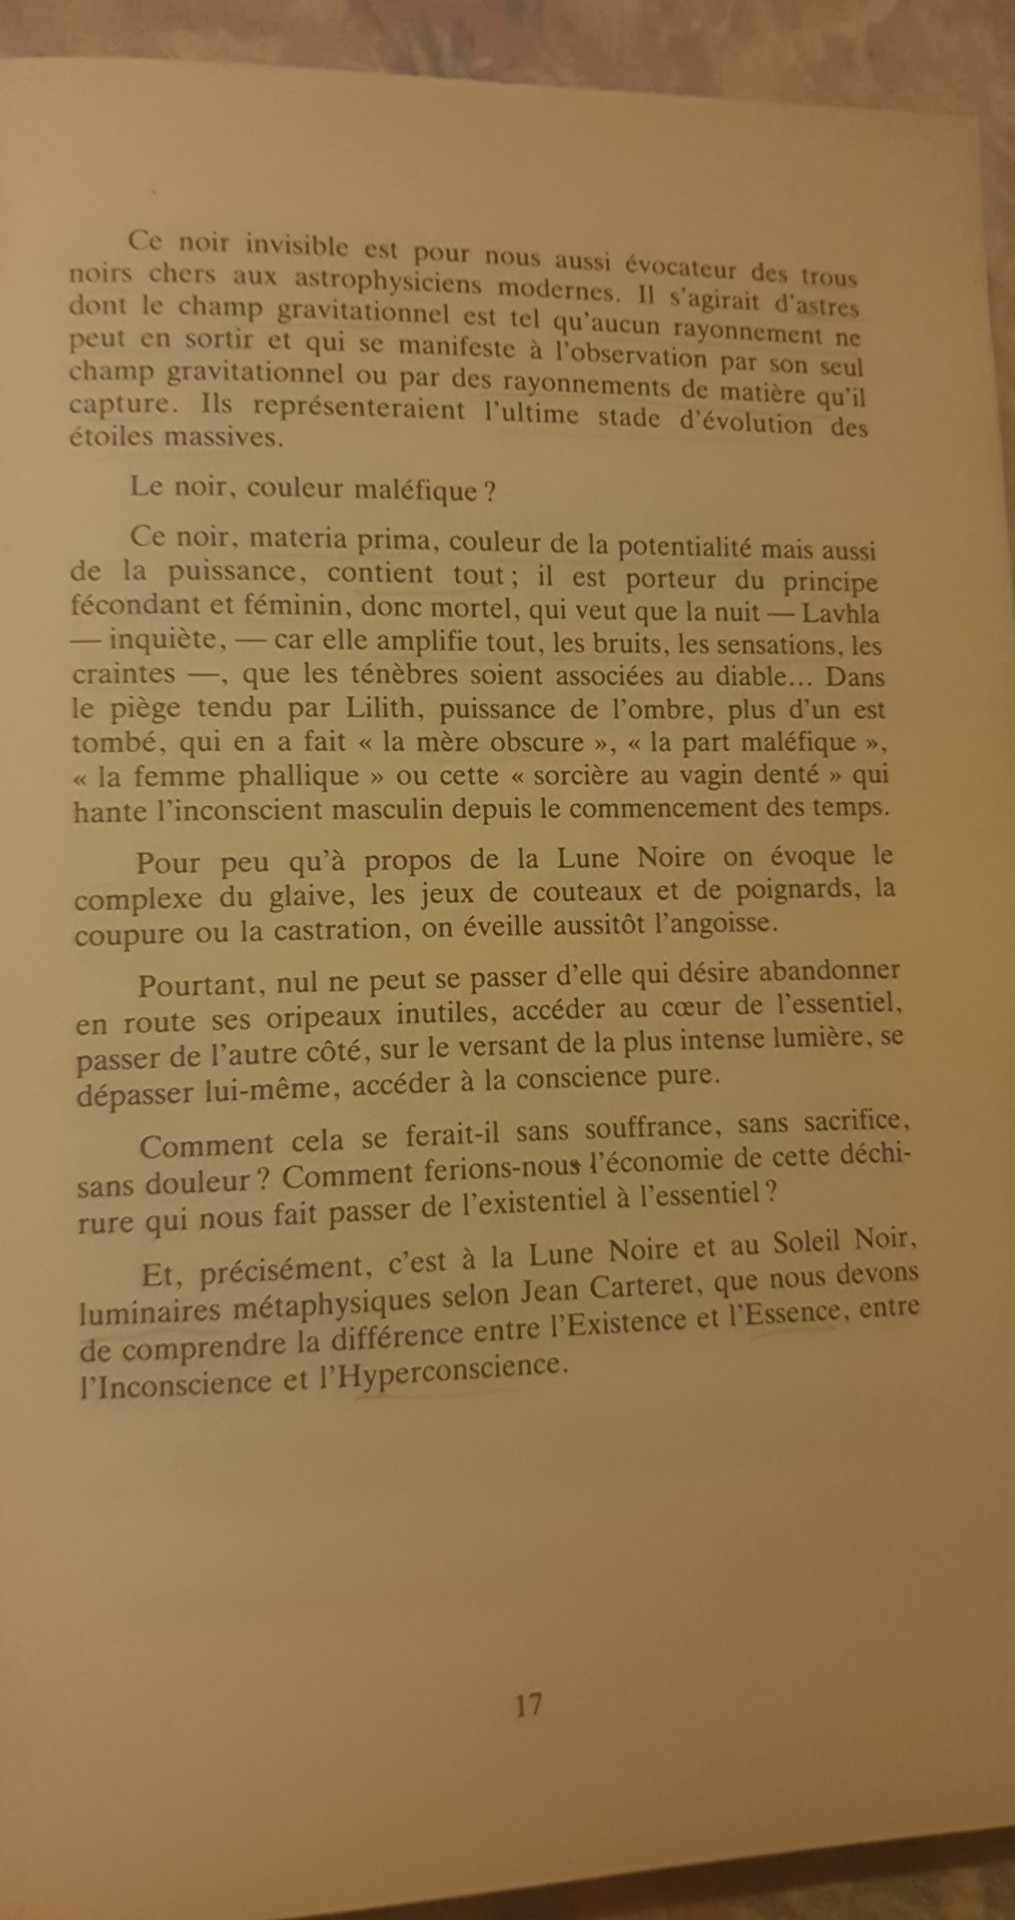 Ce noir invisible est pour nous aussi évocateur des trous
noirs chers aux astrophysiciens modernes. Il s'agirait d'astres
dont le champ gravitationnel est tel qu'aucun rayonnement ne
peut en sortir et qui se manifeste à l'observation par son seul
champ gravitationnel ou par des rayonnements de matière qu'il
capture. Ils représenteraient l'ultime stade d'évolution des
étoiles massives.
Le noir, couleur maléfique ?
Ce noir, materia prima, couleur de la potentialité mais aussi
de la puissance, contient tout ; il est porteur du principe
fécondant et féminin, donc mortel, qui veut que la nuit — Lavhla
— inquiète, — car elle amplifie tout, les bruits, les sensations, les
craintes —, que les ténèbres soient associées au diable... Dans
le piège tendu par Lilith, puissance de l'ombre, plus d'un est
tombé, qui en a fait « la mère obscure », « la part maléfique »,
« la femme phallique » ou cette « sorcière au vagin denté » qui
hante l'inconscient masculin depuis le commencement des temps.
Pour peu qu'à propos de la Lune Noire on évoque le
complexe du glaive, les jeux de couteaux et de poignards, la
coupure ou la castration, on éveille aussitôt l'angoisse.
Pourtant, nul ne peut se passer d'elle qui désire abandonner
en route ses oripeaux inutiles, accéder au cœur de l'essentiel,
passer de l'autre côté, sur le versant de la plus intense lumière, se
dépasser lui-même, accéder à la conscience pure.
Comment cela se ferait-il sans souffrance, sans sacrifice,
sans douleur ? Comment ferions-nous l'économie de cette déchi-
rure qui nous fait passer de l'existentiel à l'essentiel ?
Et, précisément, c'est à la Lune Noire et au Soleil Noir,
luminaires métaphysiques selon Jean Carteret, que nous devons
de comprendre la différence entre l'Existence et l'Essence, entre
l'Inconscience et l'Hyperconscience.
17